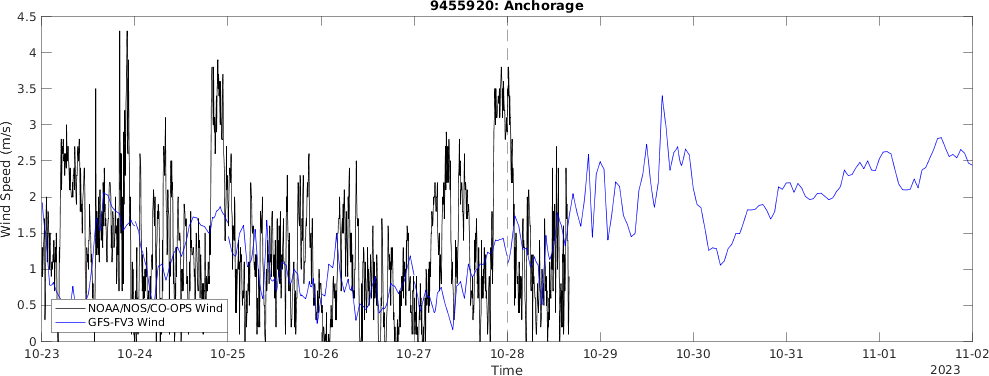 9455920: Anchorage
4.5
4
3.5
3
2.5
2
1.5
1
0.5
0
Wind Speed (m/s)
NOAA/NOS/CO-OPS Wind
GFS-FV3 Wind
10-23 10-24 10-25 10-26 10-27 10-28 10-29 10-30 10-31 11-01 11-02
Time
2023